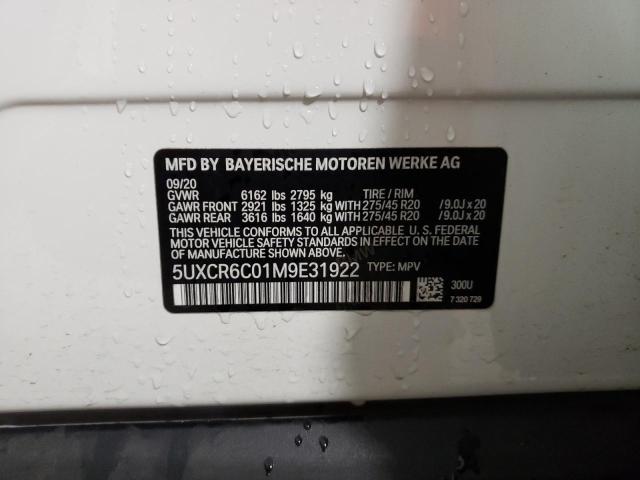 MFD BY BAYERISCHE MOTOREN WERKE AG
09/20
GVWR 6162 lbs 2795 kg TIRE / RIM
GAWR FRONT 2921 lbs 1325 kg WITH 275/45 R20 /9.0J x 20
GAWR REAR 3616 lbs 1640 kg WITH 275/45 R20 /9.0J x 20
THIS VEHICLE CONFORMS TO ALL APPLICABLE U. S. FEDERAL
MOTOR VEHICLE SAFETY STANDARDS IN EFFECT ON THE DATE
OF MANUFACTURE SHOWN ABOVE.
5UXCR6C01M9E31922 TYPE: MPV
300U
7 320 729